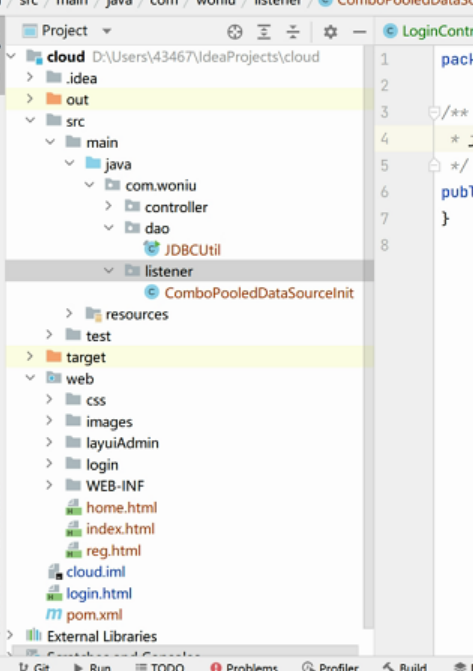 src / main / java / com / woniu / listener / ComboPooledDataSo
Project
LoginContr
cloud D:\Users\43467\IdeaProjects\cloud
.idea
out
src
main
java
com.woniu
controller
dao
JDBCUtil
listener
ComboPooledDataSourceInit
resources
test
target
web
css
images
layuiAdmin
login
WEB-INF
home.html
index.html
reg.html
cloud.iml
login.html
pom.xml
External Libraries
Scratches and Consoles
1 pack
2
3 /**
4 * J
5 */
6 publ
7 }
8
Git Run TODO Problems Profiler Build